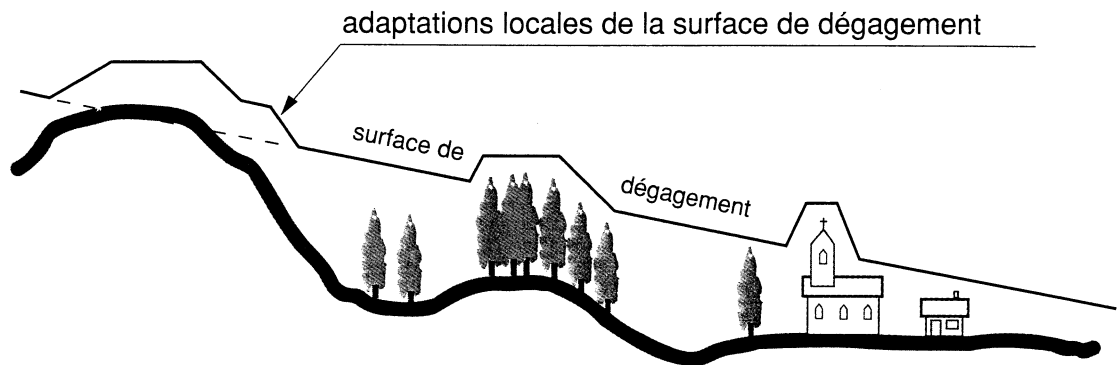 adaptations locales de la surface de dégagement
surface de
dégagement